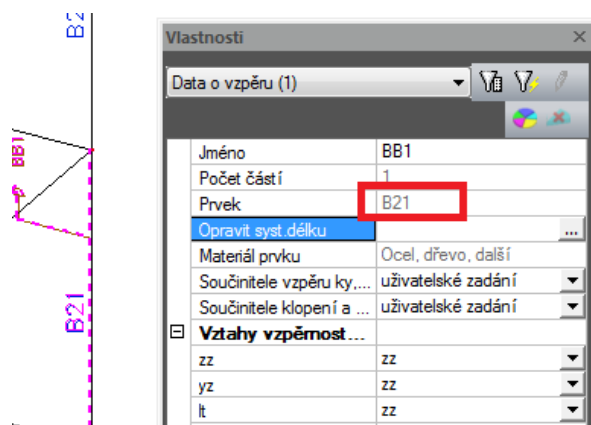 B2
BB1
B21
Vlastnosti
Data o vzpěru (1)
Jméno BB1
Počet částí 1
Prvek B21
Opravit syst.délku ...
Materiál prvku Ocel, dřevo, další
Součinitele vzpěru ky,... uživatelské zadání
Součinitele klopení a ... uživatelské zadání
Vztahy vzpěrnost...
zz zz
yz zz
lt zz